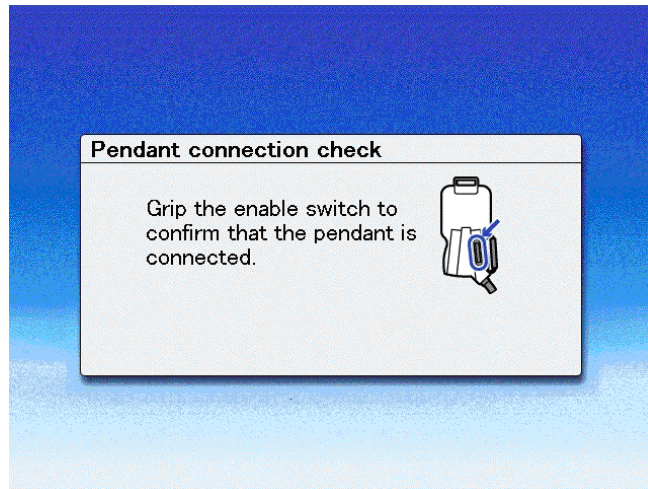 Pendant connection check
Grip the enable switch to
confirm that the pendant is
connected.